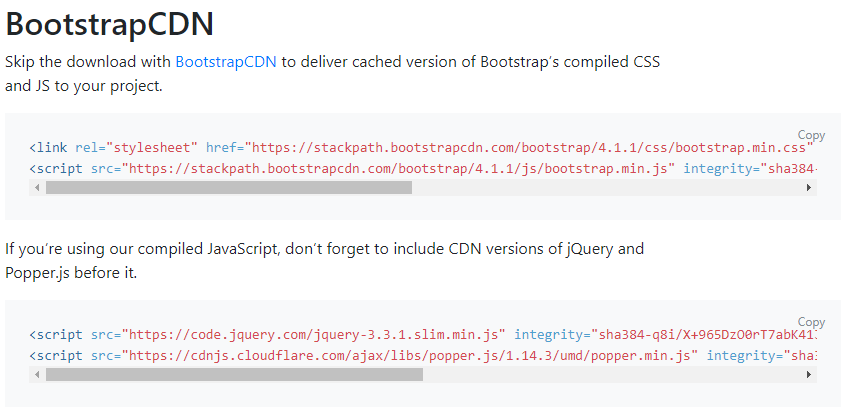 BootstrapCDN
Skip the download with BootstrapCDN to deliver cached version of Bootstrap's compiled CSS
and JS to your project.
Copy
<link rel="stylesheet" href="https://stackpath.bootstrapcdn.com/bootstrap/4.1.1/css/bootstrap.min.css"
<script src="https://stackpath.bootstrapcdn.com/bootstrap/4.1.1/js/bootstrap.min.js" integrity="sha384-
If you're using our compiled JavaScript, don't forget to include CDN versions of jQuery and
Popper.js before it.
Copy
<script src="https://code.jquery.com/jquery-3.3.1.slim.min.js" integrity="sha384-q8i/X+965DzO0rT7abK41
<script src="https://cdnjs.cloudflare.com/ajax/libs/popper.js/1.14.3/umd/popper.min.js" integrity="sha